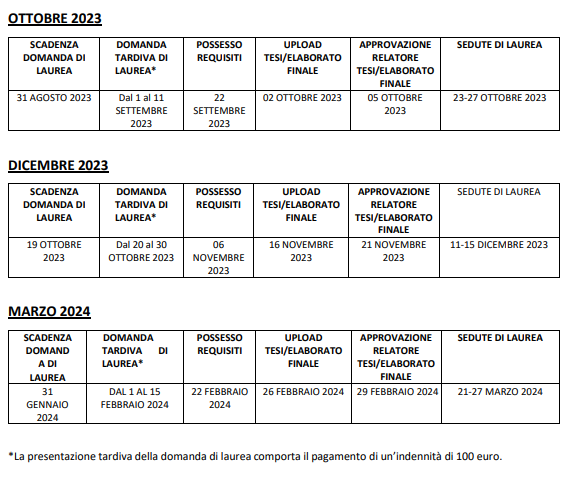 OTTOBRE 2023
SCADENZA DOMANDA DI LAUREA
DOMANDA TARDIVA DI LAUREA*
POSSESSO REQUISITI
UPLOAD TESI/ELABORATO FINALE
APPROVAZIONE RELATORE TESI/ELABORATO FINALE
SEDUTE DI LAUREA
31 AGOSTO 2023
Dal 1 al 11 SETTEMBRE 2023
22 SETTEMBRE 2023
02 OTTOBRE 2023
05 OTTOBRE 2023
23-27 OTTOBRE 2023
DICEMBRE 2023
SCADENZA DOMANDA DI LAUREA
DOMANDA TARDIVA DI LAUREA*
POSSESSO REQUISITI
UPLOAD TESI/ELABORATO FINALE
APPROVAZIONE RELATORE TESI/ELABORATO FINALE
SEDUTE DI LAUREA
19 OTTOBRE 2023
Dal 20 al 30 OTTOBRE 2023
06 NOVEMBRE 2023
16 NOVEMBRE 2023
21 NOVEMBRE 2023
11-15 DICEMBRE 2023
MARZO 2024
SCADENZA DOMAND A DI LAUREA
DOMANDA TARDIVA DI LAUREA*
POSSESSO REQUISITI
UPLOAD TESI/ELABORATO FINALE
APPROVAZIONE RELATORE TESI/ELABORATO FINALE
SEDUTE DI LAUREA
31 GENNAIO 2024
DAL 1 AL 15 FEBBRAIO 2024
22 FEBBRAIO 2024
26 FEBBRAIO 2024
29 FEBBRAIO 2024
21-27 MARZO 2024
*La presentazione tardiva della domanda di laurea comporta il pagamento di un'indennità di 100 euro.